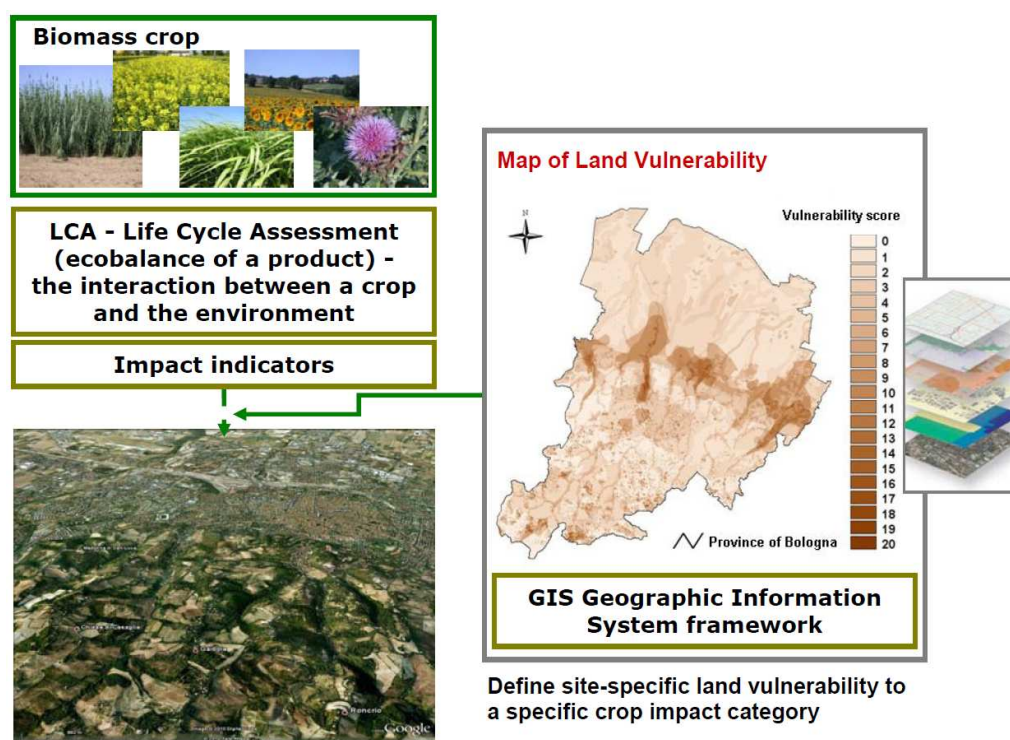 Biomass crop
LCA - Life Cycle Assessment
(ecobalance of a product) -
the interaction between a crop
and the environment
Impact indicators
Map of Land Vulnerability
N
Vulnerability score
0
1
2
3
4
5
6
7
8
9
10
11
12
13
14
15
16
17
18
19
20
Province of Bologna
GIS Geographic Information
System framework
Define site-specific land vulnerability to
a specific crop impact category
Roncrio
Google